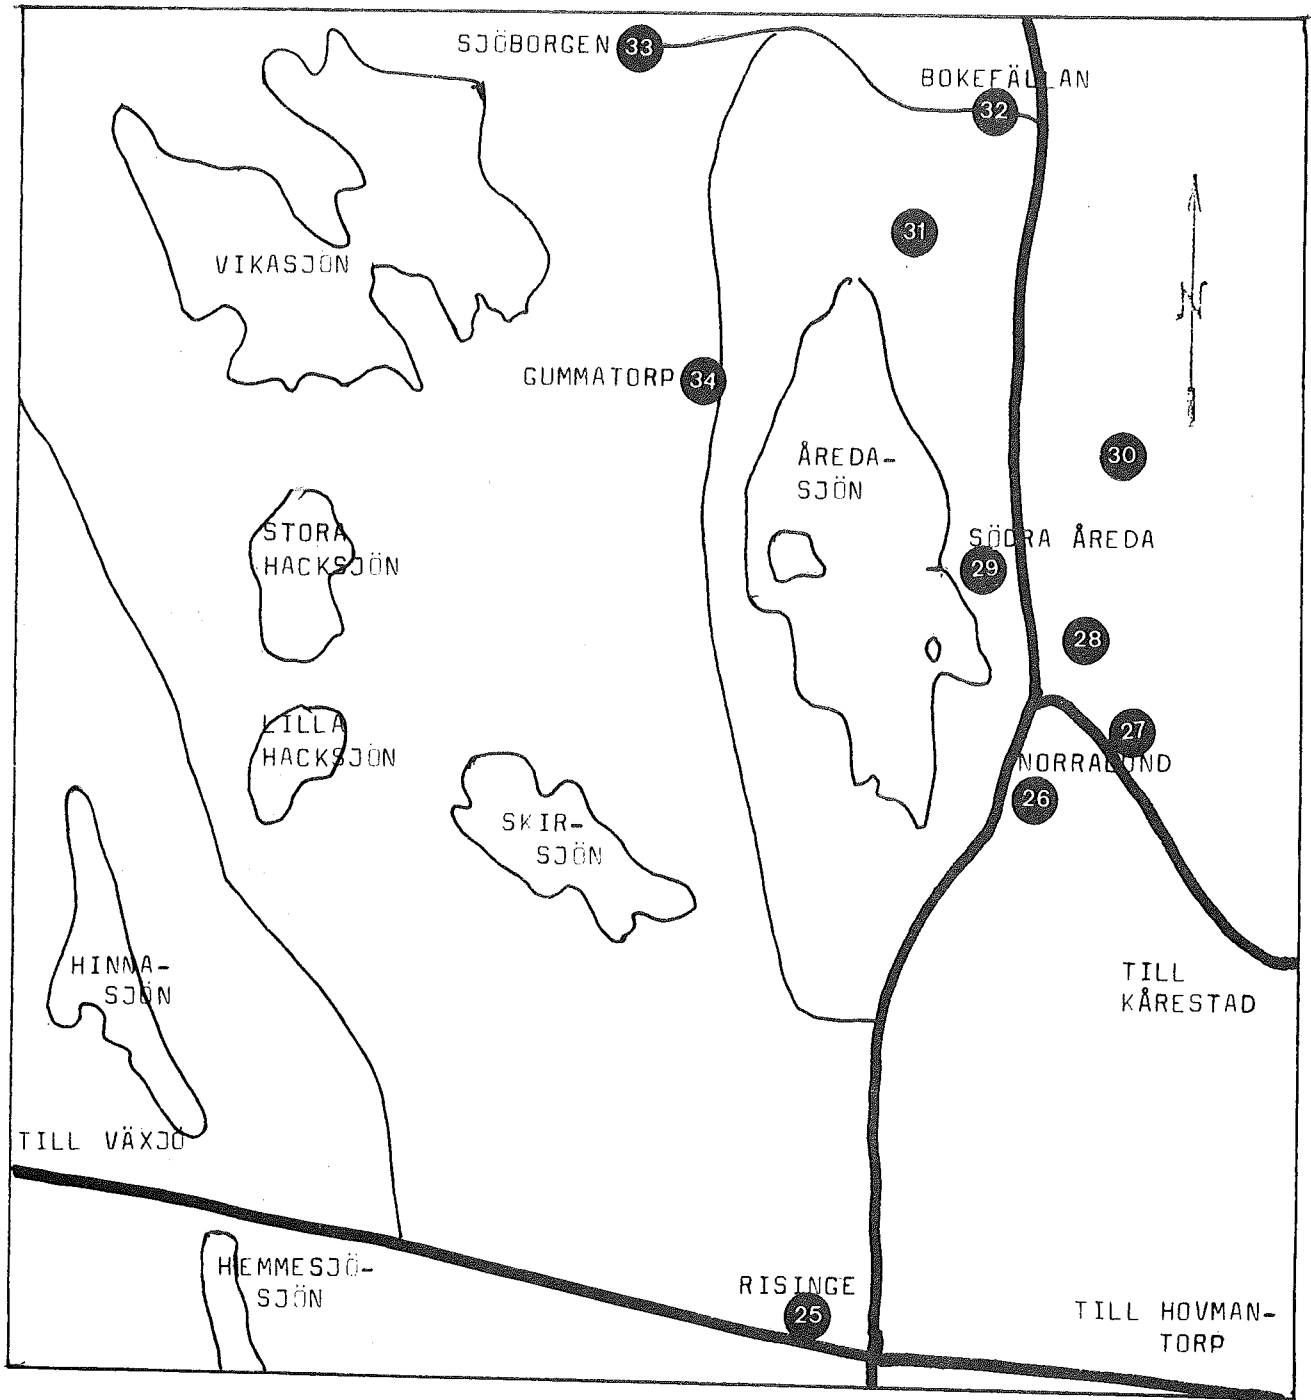 SJÖBORGEN 33
BOKEFÄLLAN
32
31
VIKASJÖN
N
GUMMATORP 34
ÅREDA-
SJÖN
30
STORA
HACKSJÖN
SÖDRA ÅREDA
29
28
LILLA
HACKSJÖN
27
NORRALUND
26
SKIR-
SJÖN
HINNA-
SJÖN
TILL
KÅRESTAD
TILL VÄXJÖ
HEMMESJÖ-
SJÖN
RISINGE
25
TILL HOVMAN-
TORP